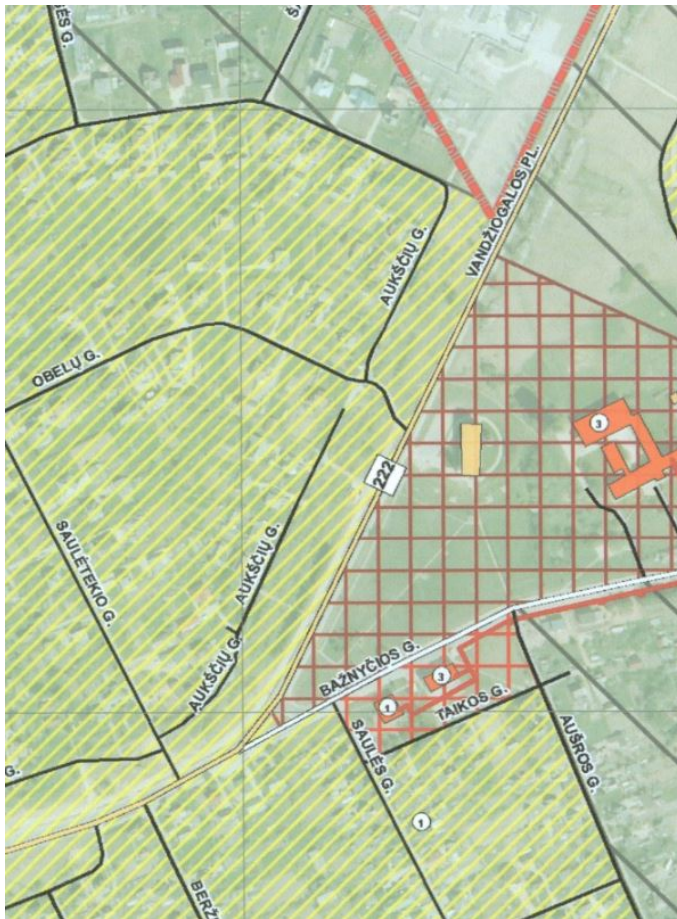 VANDŽIOGALOS PL.
AUKŠČIŲ G.
OBELŲ G.
3
222
SAULĖTEKIO G.
AUKŠČIŲ G.
AUKŠČIŲ G.
BAŽNYČIOS G.
3
1
TAIKOS G.
SAULĖS G.
AUŠROS G.
G.
1